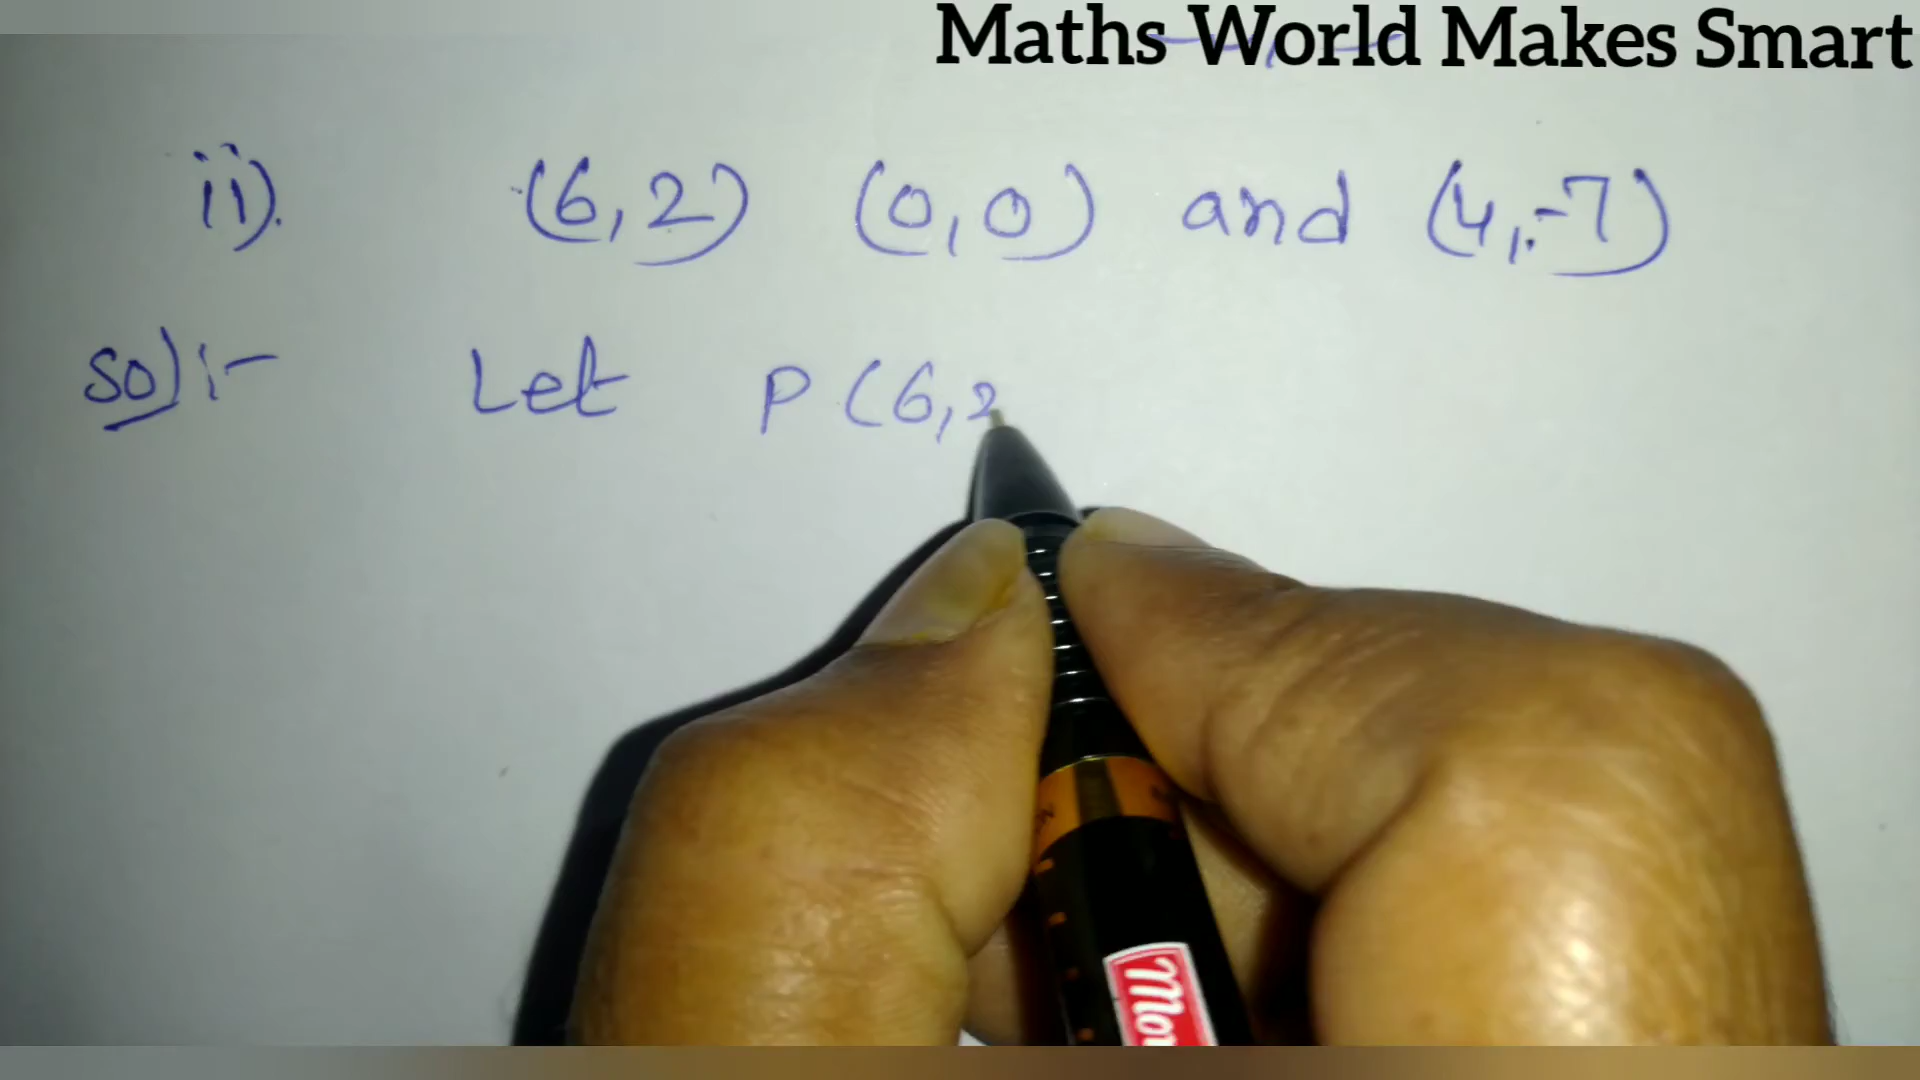 Maths World Makes Smart
ii). (6,2) (0,0) and (4,-7)
Sol:- Let P(6,2